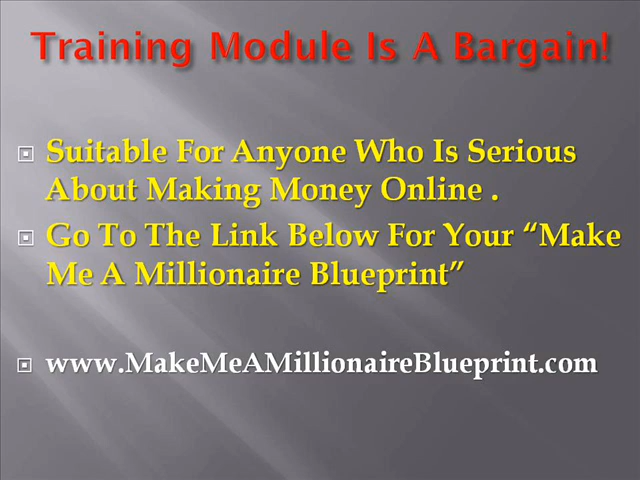 Training Module Is A Bargain!
Suitable For Anyone Who Is Serious
About Making Money Online .
Go To The Link Below For Your “Make
Me A Millionaire Blueprint”
www.MakeMeAMillionaireBlueprint.com